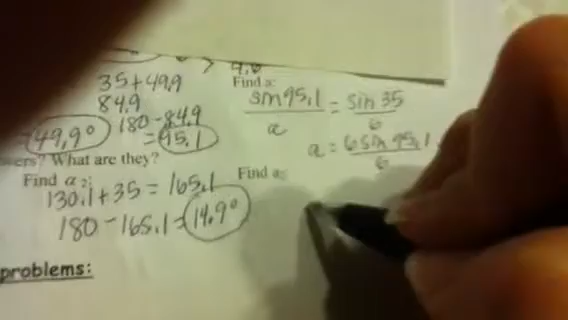 35+49.9
84.9
180-84.9
49.9° = 95.1
Find a:
sin 95.1 = sin 35
a 6
a = 6 sin 95.1
6
What are they?
Find α₂:
130.1+35 = 165.1
180-165.1= 14.9°
Find a₂
problems: